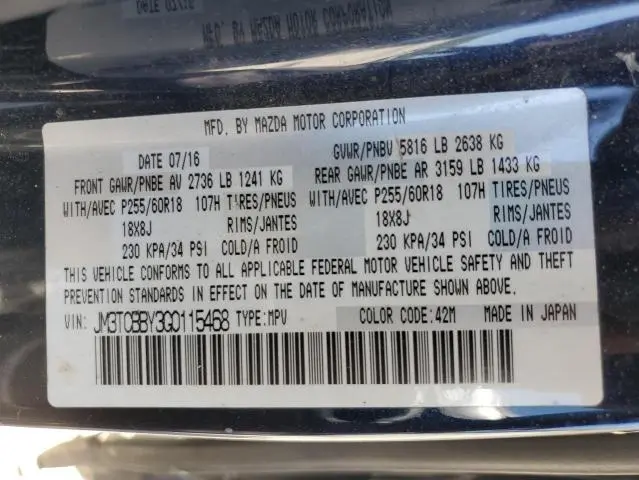 MFD. BY MAZDA MOTOR CORPORATION
DATE 07/16
GVWR/PNBV 5816 LB 2638 KG
FRONT GAWR/PNBE AV 2736 LB 1241 KG
REAR GAWR/PNBE AR 3159 LB 1433 KG
WITH/AVEC P255/60R18 107H TIRES/PNEUS
WITH/AVEC P255/60R18 107H TIRES/PNEUS
18X8J RIMS/JANTES
18X8J RIMS/JANTES
230 KPA/34 PSI COLD/A FROID
230 KPA/34 PSI COLD/A FROID
THIS VEHICLE CONFORMS TO ALL APPLICABLE FEDERAL MOTOR VEHICLE SAFETY AND THEFT
PREVENTION STANDARDS IN EFFECT ON THE DATE OF MANUFACTURE SHOWN ABOVE.
VIN: JM3TCBBY3G0115468 TYPE:MPV COLOR CODE:42M MADE IN JAPAN